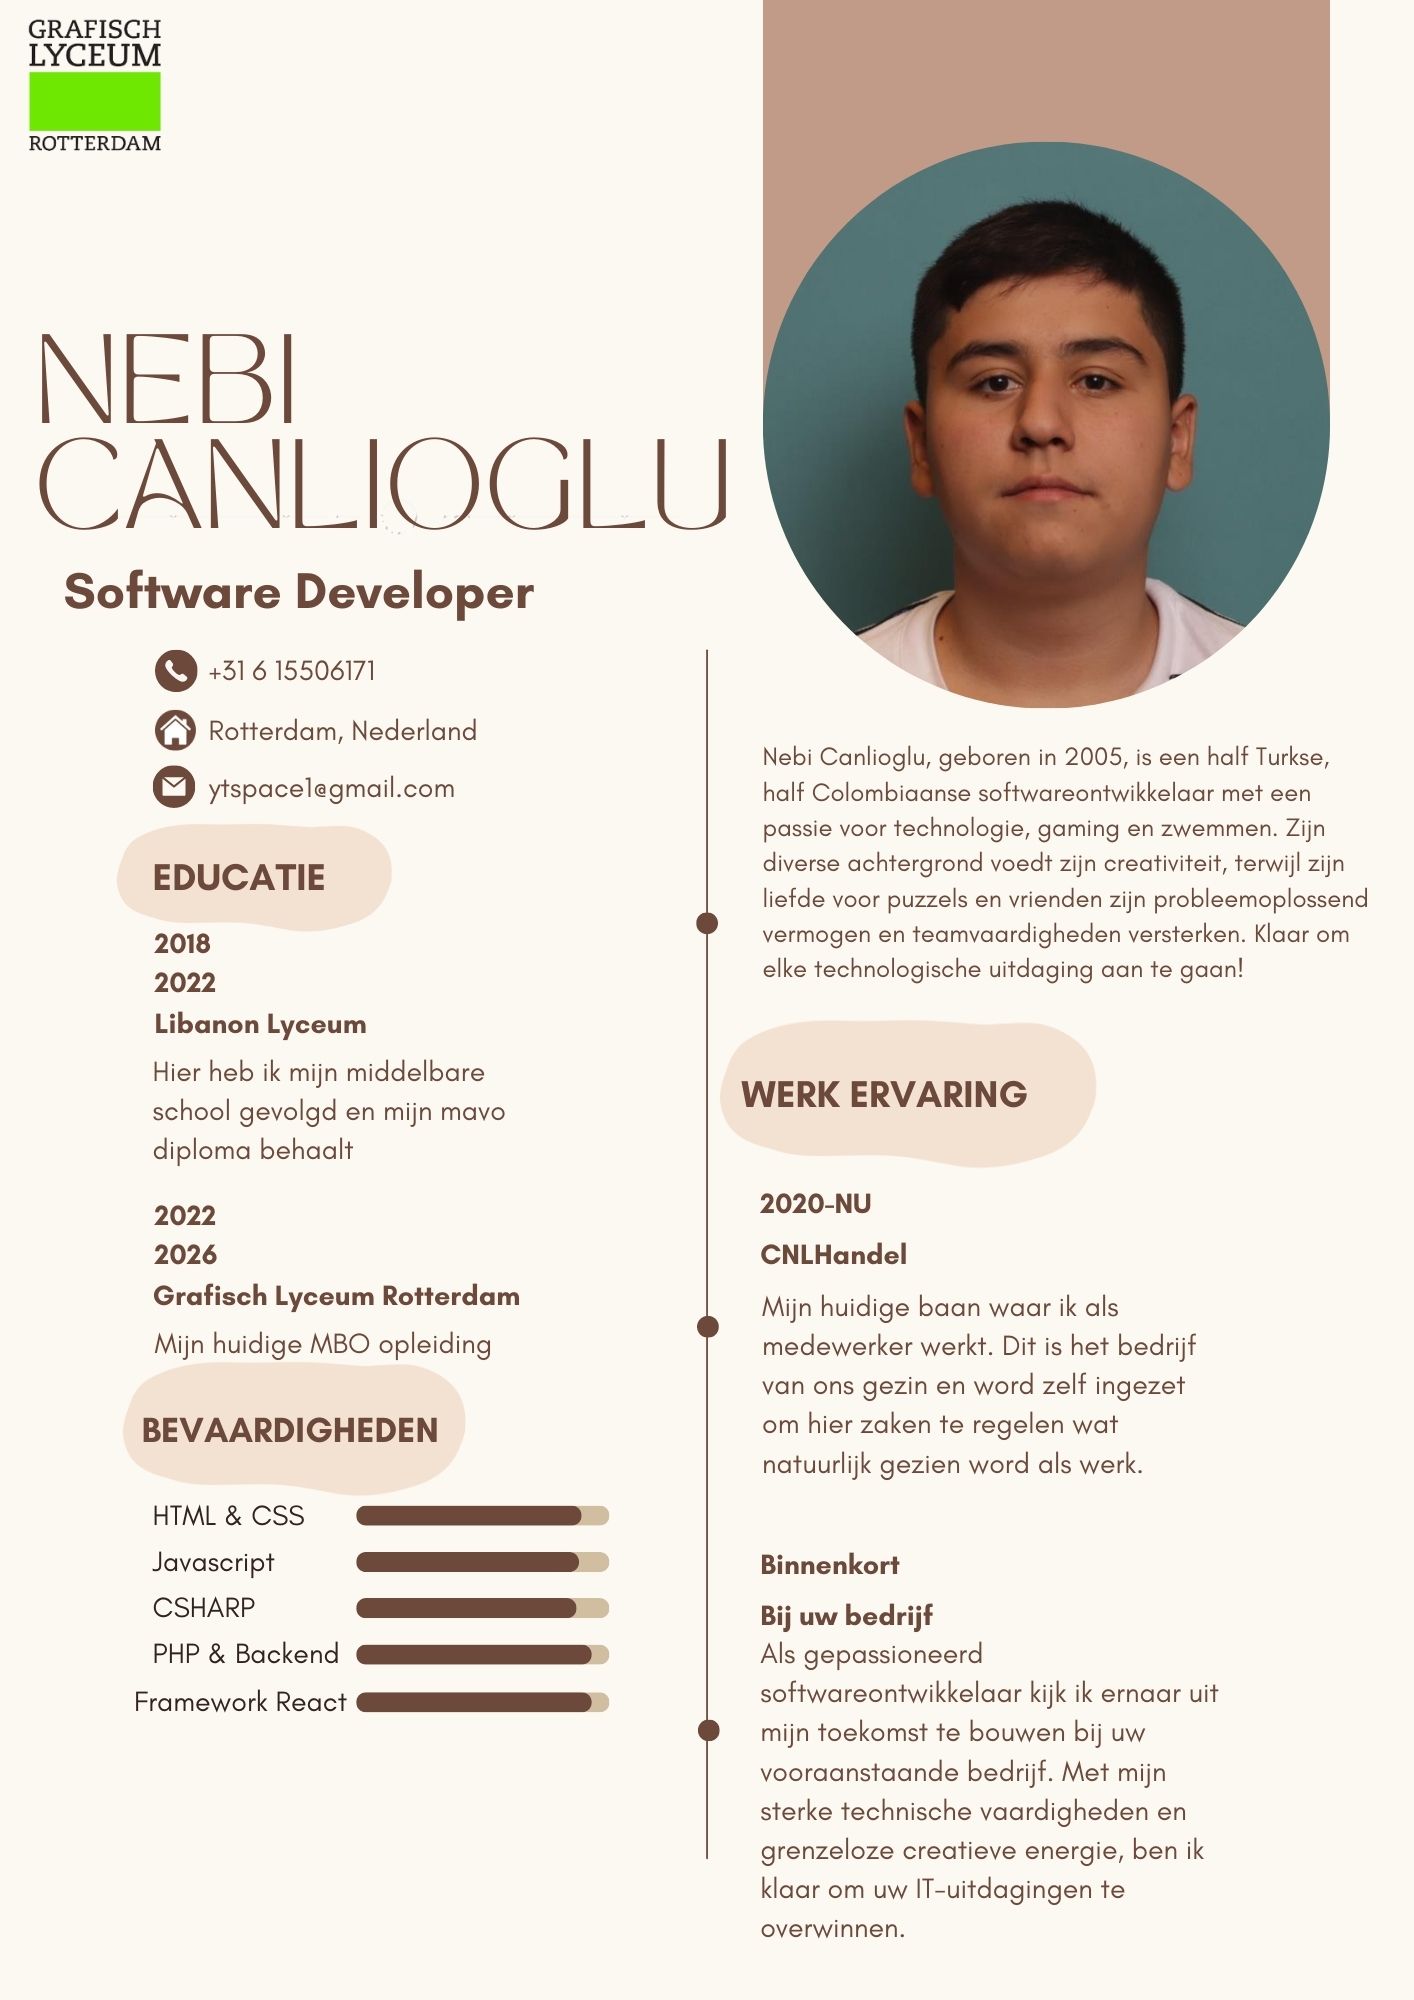 GRAFISCH
LYCEUM
ROTTERDAM
NEBI
CANLIOGLU
Software Developer
+31 6 15506171
Rotterdam, Nederland
ytspace1@gmail.com
EDUCATIE
2018
2022
Libanon Lyceum
Hier heb ik mijn middelbare
school gevolgd en mijn mavo
diploma behaalt
2022
2026
Grafisch Lyceum Rotterdam
Mijn huidige MBO opleiding
BEVAARDIGHEDEN
HTML & CSS
Javascript
CSHARP
PHP & Backend
Framework React
Nebi Canlioglu, geboren in 2005, is een half Turkse,
half Colombiaanse softwareontwikkelaar met een
passie voor technologie, gaming en zwemmen. Zijn
diverse achtergrond voedt zijn creativiteit, terwijl zijn
liefde voor puzzels en vrienden zijn probleemoplossend
vermogen en teamvaardigheden versterken. Klaar om
elke technologische uitdaging aan te gaan!
WERK ERVARING
2020-NU
CNLHandel
Mijn huidige baan waar ik als
medewerker werkt. Dit is het bedrijf
van ons gezin en word zelf ingezet
om hier zaken te regelen wat
natuurlijk gezien word als werk.
Binnenkort
Bij uw bedrijf
Als gepassioneerd
softwareontwikkelaar kijk ik ernaar uit
mijn toekomst te bouwen bij uw
vooraanstaande bedrijf. Met mijn
sterke technische vaardigheden en
grenzeloze creatieve energie, ben ik
klaar om uw IT-uitdagingen te
overwinnen.